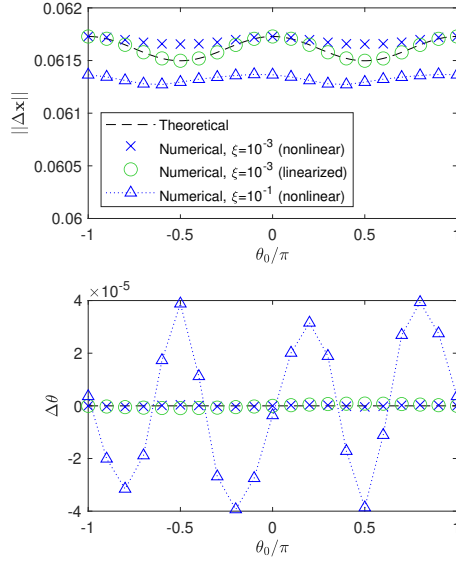 0.062
0.0615
0.061
0.0605
0.06
||Δx||
Theoretical
Numerical, ξ=10⁻³ (nonlinear)
Numerical, ξ=10⁻³ (linearized)
Numerical, ξ=10⁻¹ (nonlinear)
-1 -0.5 0 0.5 1
θ₀/π
×10⁻⁵
4
2
0
-2
-4
Δθ
-1 -0.5 0 0.5 1
θ₀/π